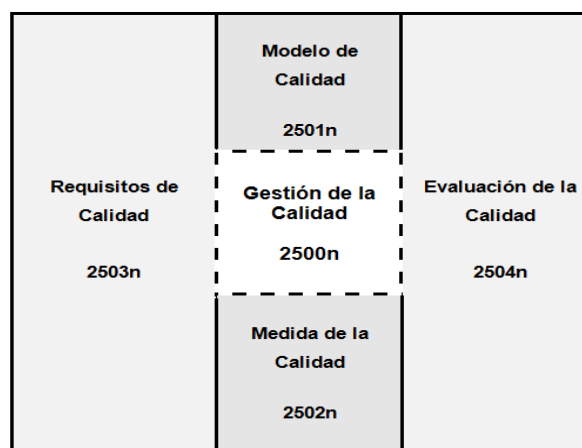 Modelo de
Calidad
2501n
Requisitos de
Calidad
2503n
Gestión de la
Calidad
2500n
Evaluación de la
Calidad
2504n
Medida de la
Calidad
2502n